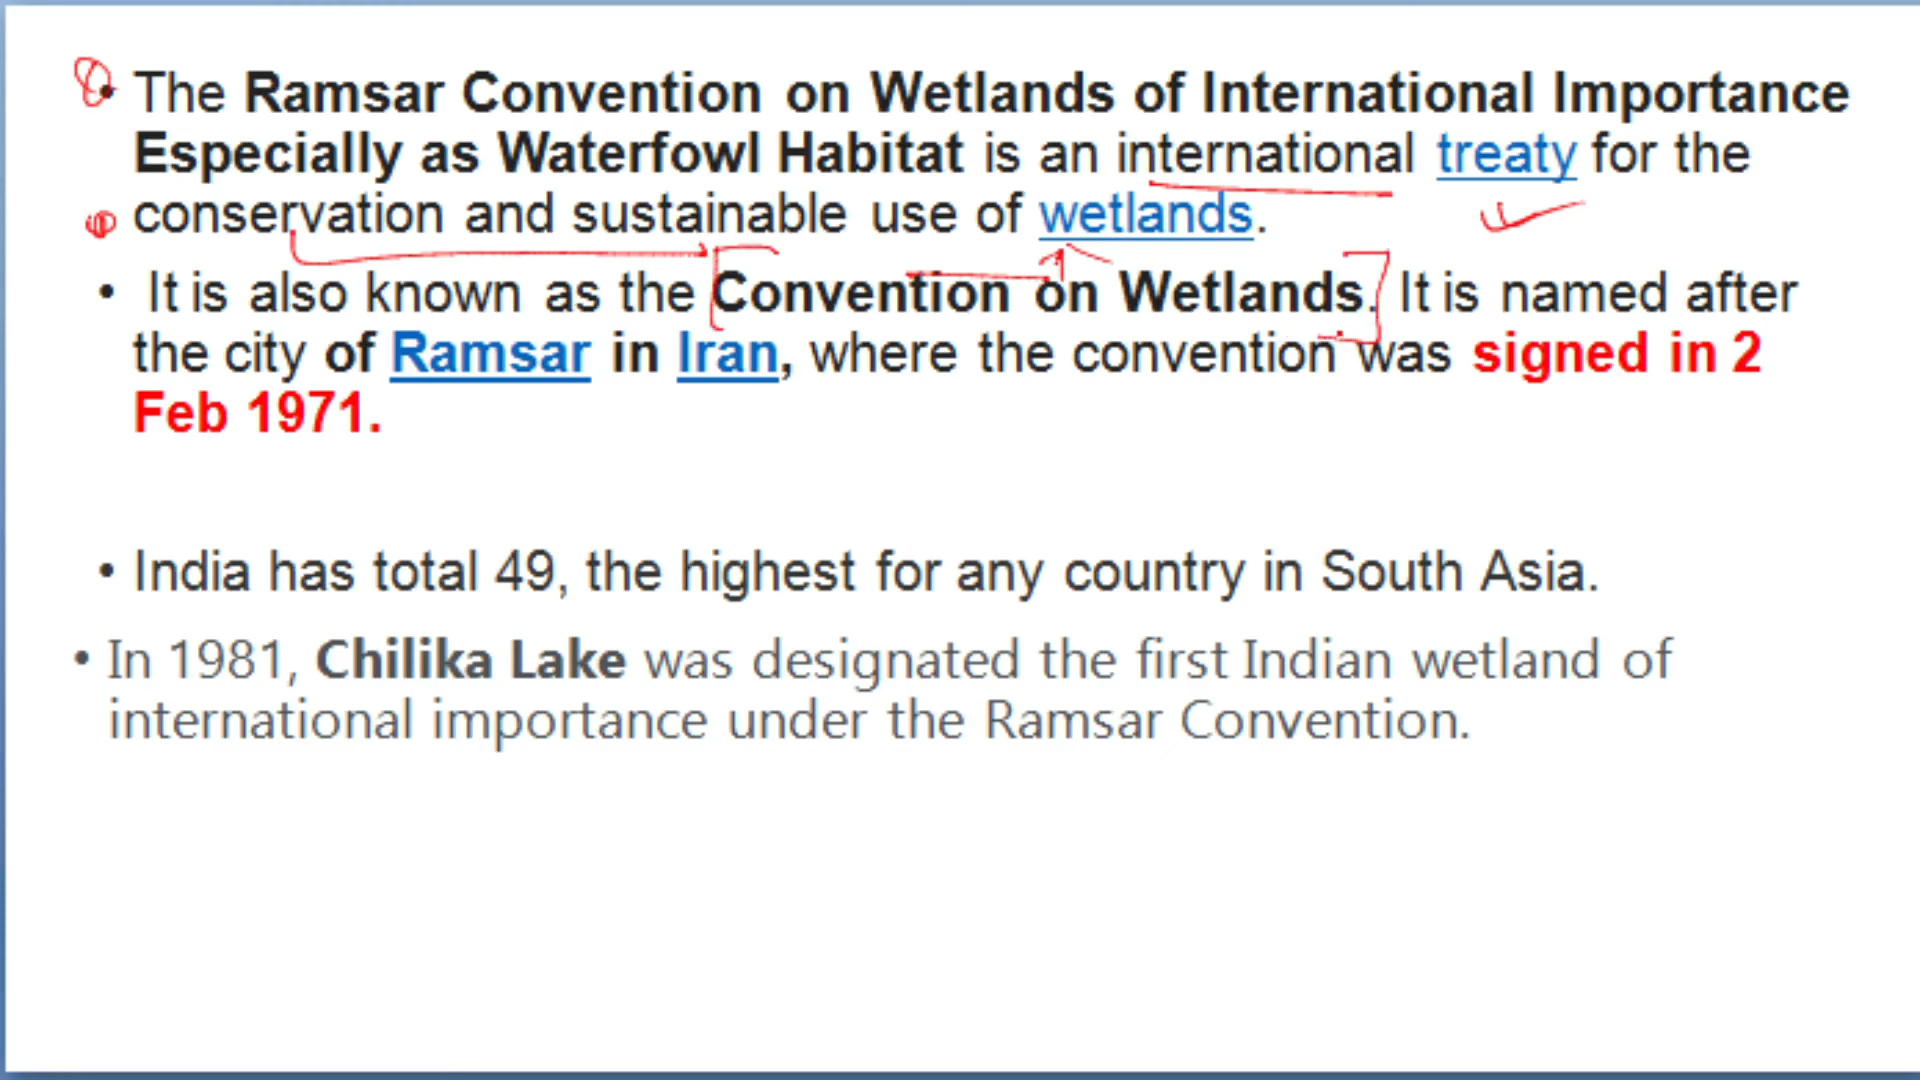 • The Ramsar Convention on Wetlands of International Importance
Especially as Waterfowl Habitat is an international treaty for the
conservation and sustainable use of wetlands.
• It is also known as the Convention on Wetlands. It is named after
the city of Ramsar in Iran, where the convention was signed in 2
Feb 1971.
• India has total 49, the highest for any country in South Asia.
• In 1981, Chilika Lake was designated the first Indian wetland of
international importance under the Ramsar Convention.